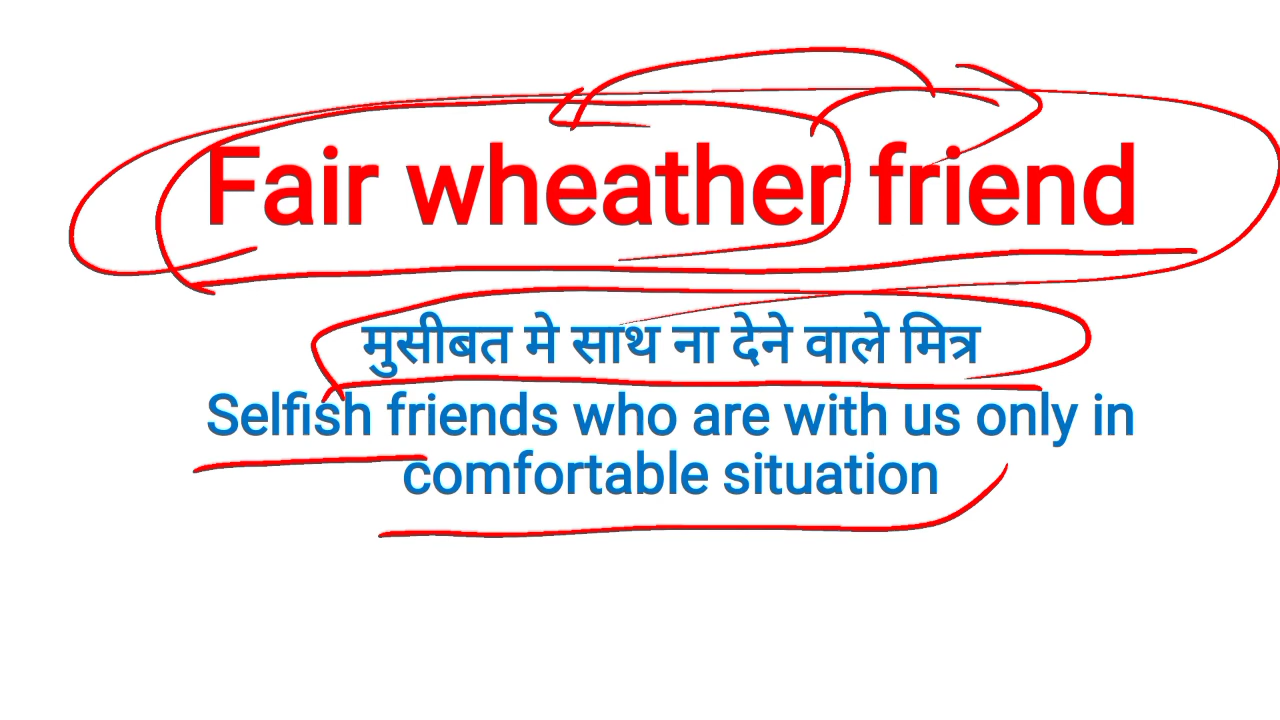 Fair wheather friend
मुसीबत मे साथ ना देने वाले मित्र
Selfish friends who are with us only in
comfortable situation